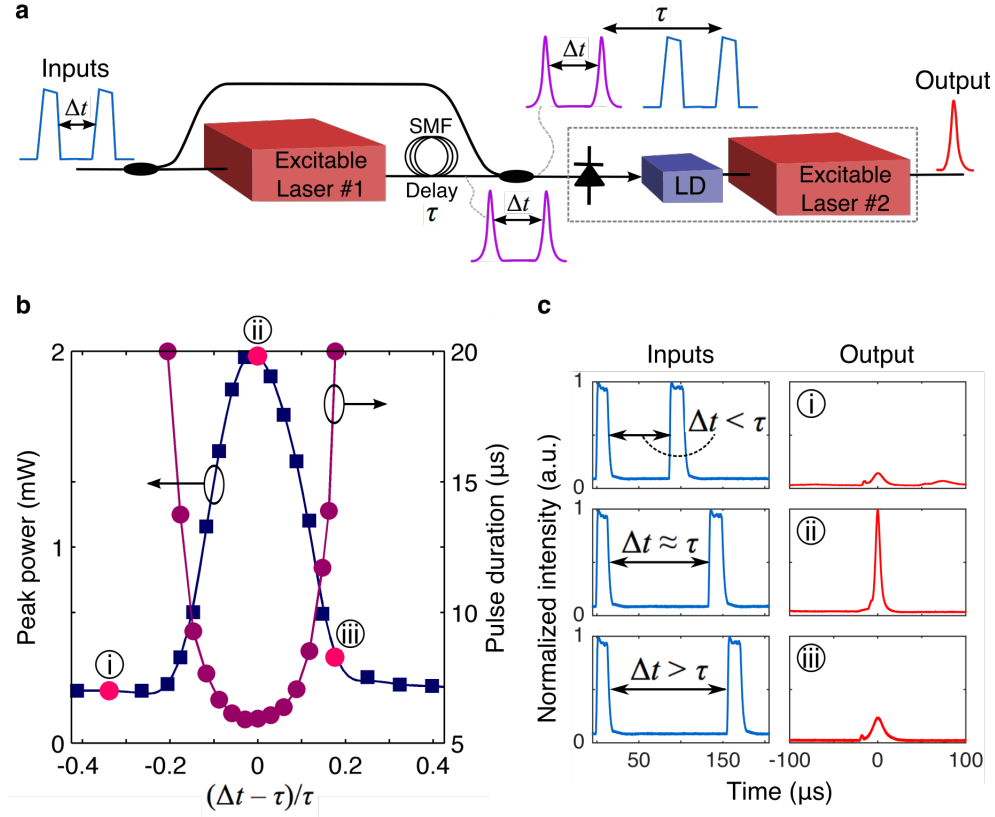 a
Inputs
Δt
Excitable
Laser #1
SMF
Delay
τ
Δt
Δt
τ
LD
Excitable
Laser #2
Output
b
Peak power (mW)
2
1
0
i
ii
iii
20
15
10
5
Pulse duration (µs)
-0.4
-0.2
0
0.2
0.4
(Δt − τ)/τ
c
Inputs
Output
Normalized intensity (a.u.)
1
0
Δt < τ
i
1
0
Δt ≈ τ
ii
1
0
Δt > τ
iii
50
150
-100
0
100
Time (µs)